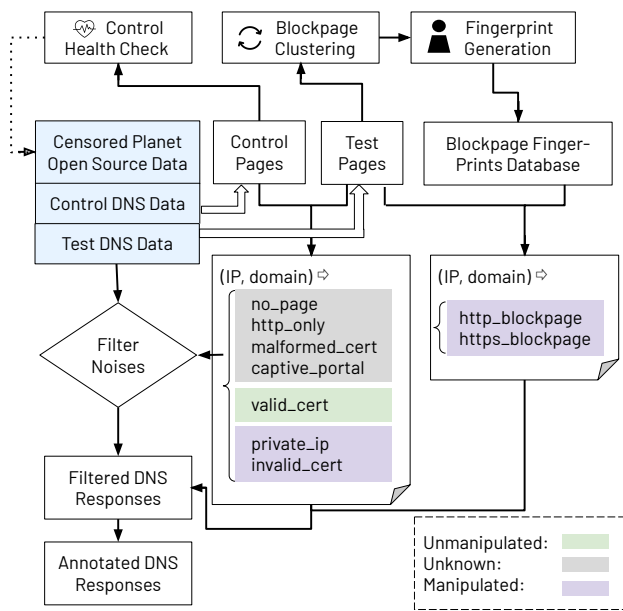 Control
Health Check
Blockpage
Clustering
Fingerprint
Generation
Censored Planet
Open Source Data
Control DNS Data
Test DNS Data
Control
Pages
Test
Pages
Blockpage Finger-
Prints Database
(IP, domain) ⇨
no_page
http_only
malformed_cert
captive_portal
valid_cert
private_ip
invalid_cert
(IP, domain) ⇨
http_blockpage
https_blockpage
Filter
Noises
Filtered DNS
Responses
Annotated DNS
Responses
Unmanipulated:
Unknown:
Manipulated: